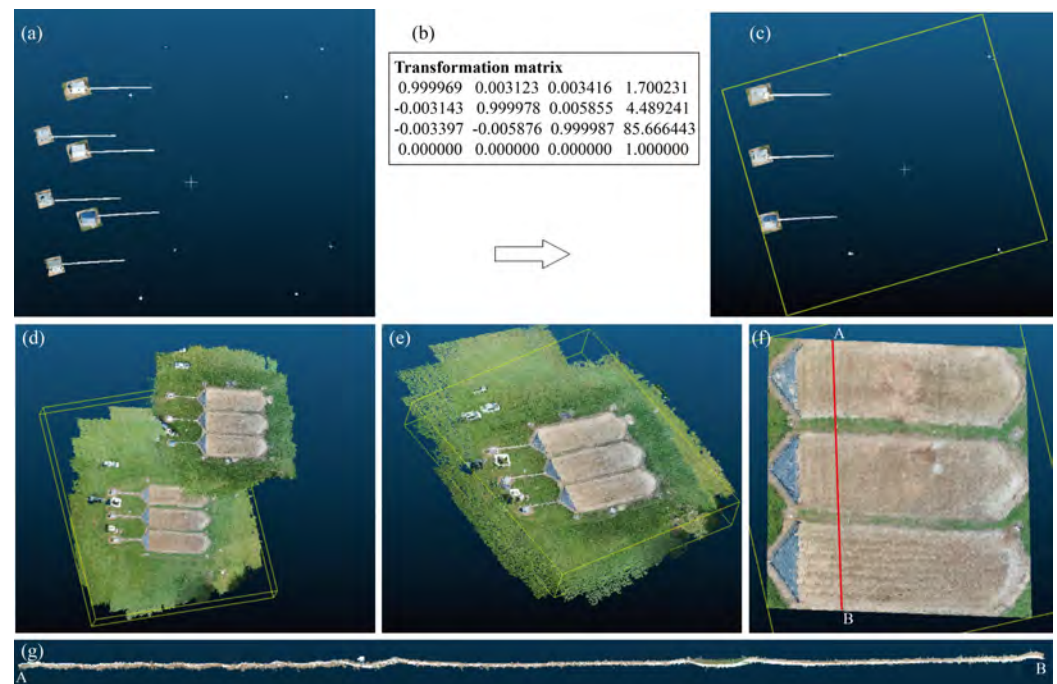 (a)
(b)
Transformation matrix
0.999969 0.003123 0.003416 1.700231
-0.003143 0.999978 0.005855 4.489241
-0.003397 -0.005876 0.999987 85.666443
0.000000 0.000000 0.000000 1.000000
(c)
(d)
(e)
(f)
A
B
(g)
A
B